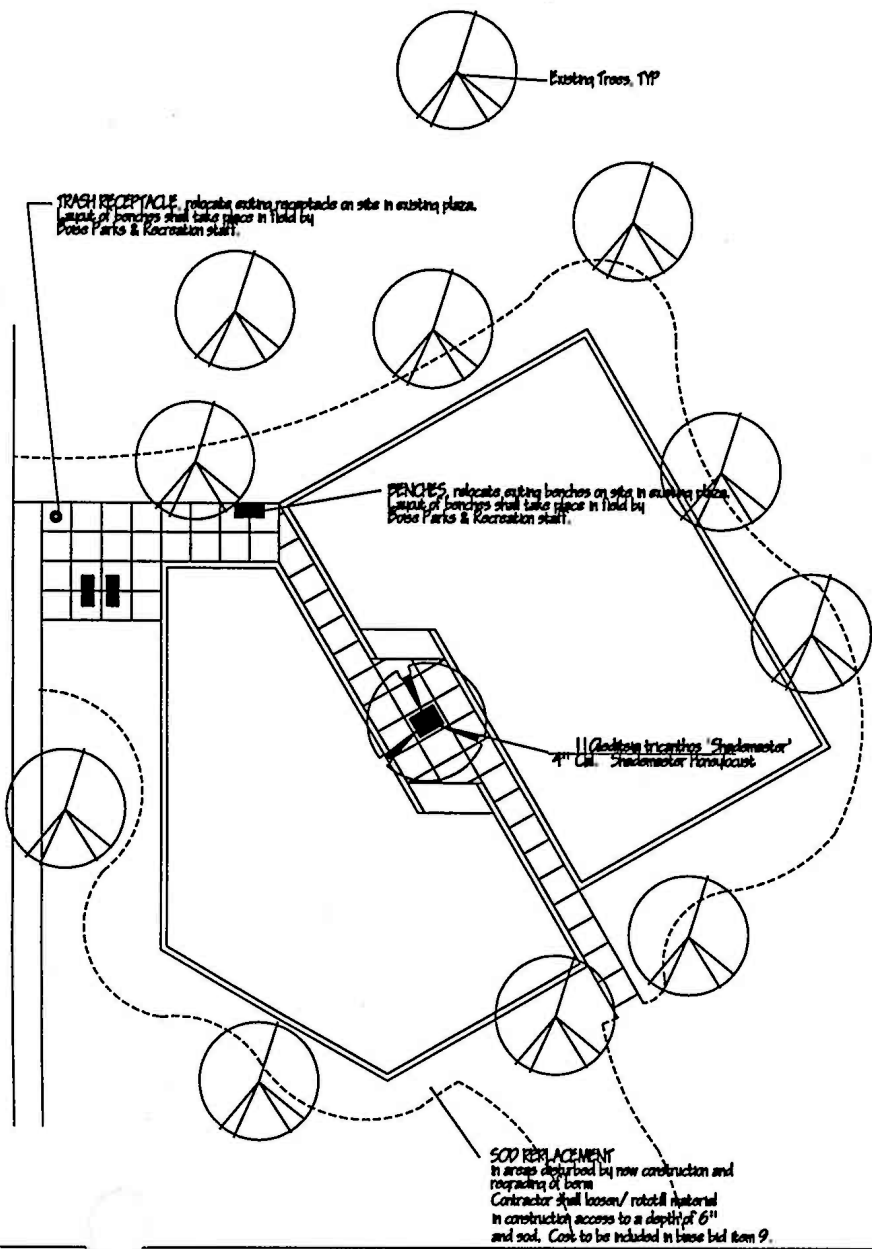 Existing Trees, TYP
TRASH RECEPTACLE, relocate exiting receptacle on site in existing plaza.
Layout of benches shall take place in field by
Boise Parks & Recreation staff.
BENCHES, relocate exiting benches on site in existing plaza.
Layout of benches shall take place in field by
Boise Parks & Recreation staff.
1 | Gleditsia tricanthos 'Shademaster'
4" Cal. Shademaster Honeylocust
SOD REPLACEMENT
in areas disturbed by new construction and
regrading of berm
Contractor shall loosen/ rototill material
in construction access to a depth of 6"
and sod. Cost to be included in base bid item 9.